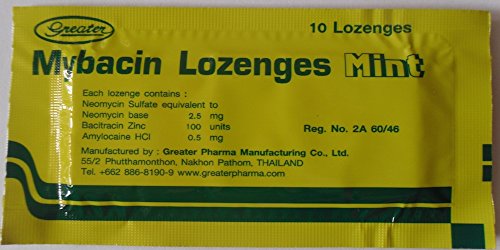 Greater
10 Lozenges
Mybacin Lozenges Mint
Each lozenge contains :
Neomycin Sulfate equivalent to
Neomycin base 2.5 mg
Bacitracin Zinc 100 units
Amylocaine HCl 0.5 mg
Reg. No. 2A 60/46
Manufactured by : Greater Pharma Manufacturing Co., Ltd.
55/2 Phutthamonthon, Nakhon Pathom, THAILAND
Tel. +662 886-8190-9 www.greaterpharma.com